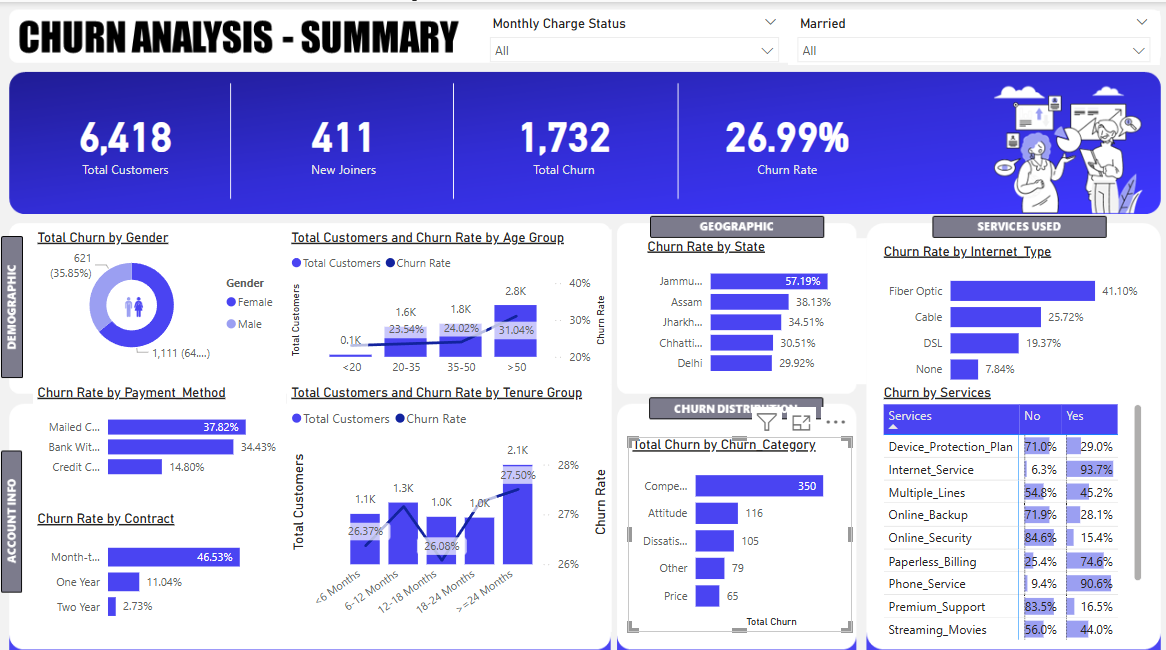 CHURN ANALYSIS - SUMMARY
Monthly Charge Status
All
Married
All
6,418
Total Customers
411
New Joiners
1,732
Total Churn
26.99%
Churn Rate
DEMOGRAPHIC
Total Churn by Gender
621
(35.85%)
1,111 (64....)
Gender
Female
Male
Total Customers and Churn Rate by Age Group
Total Customers Churn Rate
Total Customers
0.1K
1.6K
1.8K
2.8K
23.54%
24.02%
31.04%
40%
30%
20%
Churn Rate
<20 20-35 35-50 >50
GEOGRAPHIC
Churn Rate by State
Jammu... 57.19%
Assam 38.13%
Jharkh... 34.51%
Chhatti... 30.51%
Delhi 29.92%
SERVICES USED
Churn Rate by Internet_Type
Fiber Optic 41.10%
Cable 25.72%
DSL 19.37%
None 7.84%
ACCOUNT INFO
Churn Rate by Payment_Method
Mailed C... 37.82%
Bank Wit... 34.43%
Credit C... 14.80%
Churn Rate by Contract
Month-t... 46.53%
One Year 11.04%
Two Year 2.73%
Total Customers and Churn Rate by Tenure Group
Total Customers Churn Rate
Total Customers
1.1K
1.3K
1.0K
1.0K
2.1K
26.37%
26.08%
27.50%
28%
27%
26%
Churn Rate
<6 Months
6-12 Months
12-18 Months
18-24 Months
>=24 Months
CHURN DISTRIBUTION
Total Churn by Churn_Category
Compe... 350
Attitude 116
Dissatis... 105
Other 79
Price 65
Total Churn
Churn by Services
Services No Yes
Device_Protection_Plan 71.0% 29.0%
Internet_Service 6.3% 93.7%
Multiple_Lines 54.8% 45.2%
Online_Backup 71.9% 28.1%
Online_Security 84.6% 15.4%
Paperless_Billing 25.4% 74.6%
Phone_Service 9.4% 90.6%
Premium_Support 83.5% 16.5%
Streaming_Movies 56.0% 44.0%